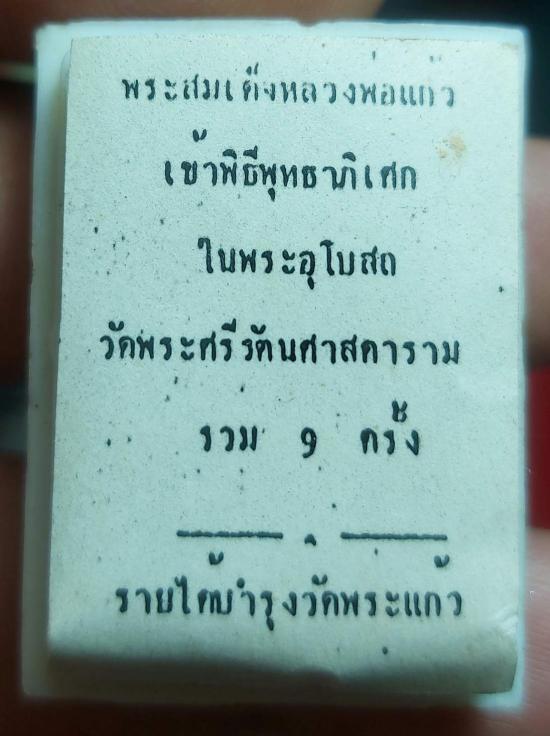 พระสมเด็จหลวงพ่อแก้ว
เข้าพิธีพุทธาภิเศก
ในพระอุโบสถ
วัดพระศรีรัตนศาสดาราม
รวม 9 ครั้ง
รายได้บำรุงวัดพระแก้ว